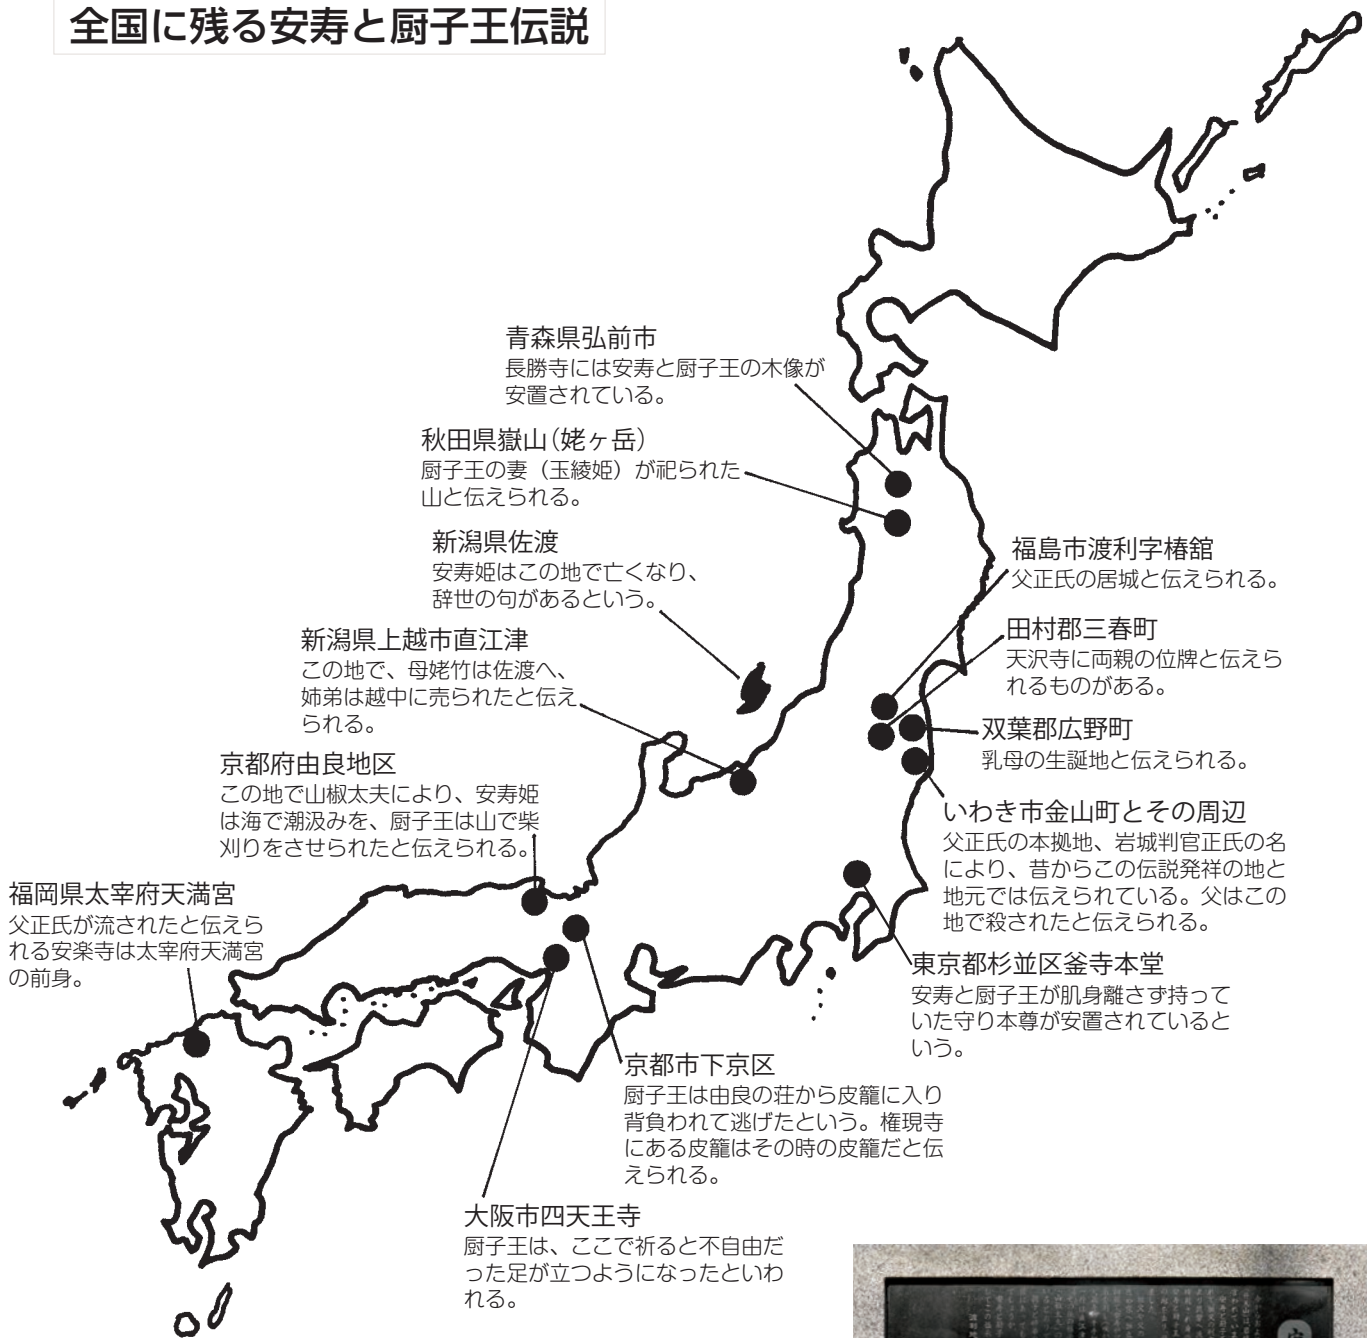 全国に残る安寿と厨子王伝説
青森県弘前市
長勝寺には安寿と厨子王の木像が
安置されている。
秋田県嶽山(姥ヶ岳)
厨子王の妻（玉綾姫）が祀られた
山と伝えられる。
新潟県佐渡
安寿姫はこの地で亡くなり、
辞世の句があるという。
新潟県上越市直江津
この地で、母姥竹は佐渡へ、
姉弟は越中に売られたと伝え
られる。
京都府由良地区
この地で山椒太夫により、安寿姫
は海で潮汲みを、厨子王は山で柴
刈りをさせられたと伝えられる。
福岡県太宰府天満宮
父正氏が流されたと伝えら
れる安楽寺は太宰府天満宮
の前身。
福島市渡利字椿舘
父正氏の居城と伝えられる。
田村郡三春町
天沢寺に両親の位牌と伝えら
れるものがある。
双葉郡広野町
乳母の生誕地と伝えられる。
いわき市金山町とその周辺
父正氏の本拠地、岩城判官正氏の名
により、昔からこの伝説発祥の地と
地元では伝えられている。父はこの
地で殺されたと伝えられる。
東京都杉並区釜寺本堂
安寿と厨子王が肌身離さず持って
いた守り本尊が安置されていると
いう。
京都市下京区
厨子王は由良の荘から皮籠に入り
背負われて逃げたという。権現寺
にある皮籠はその時の皮籠だと伝
えられる。
大阪市四天王寺
厨子王は、ここで祈ると不自由だ
った足が立つようになったといわ
れる。